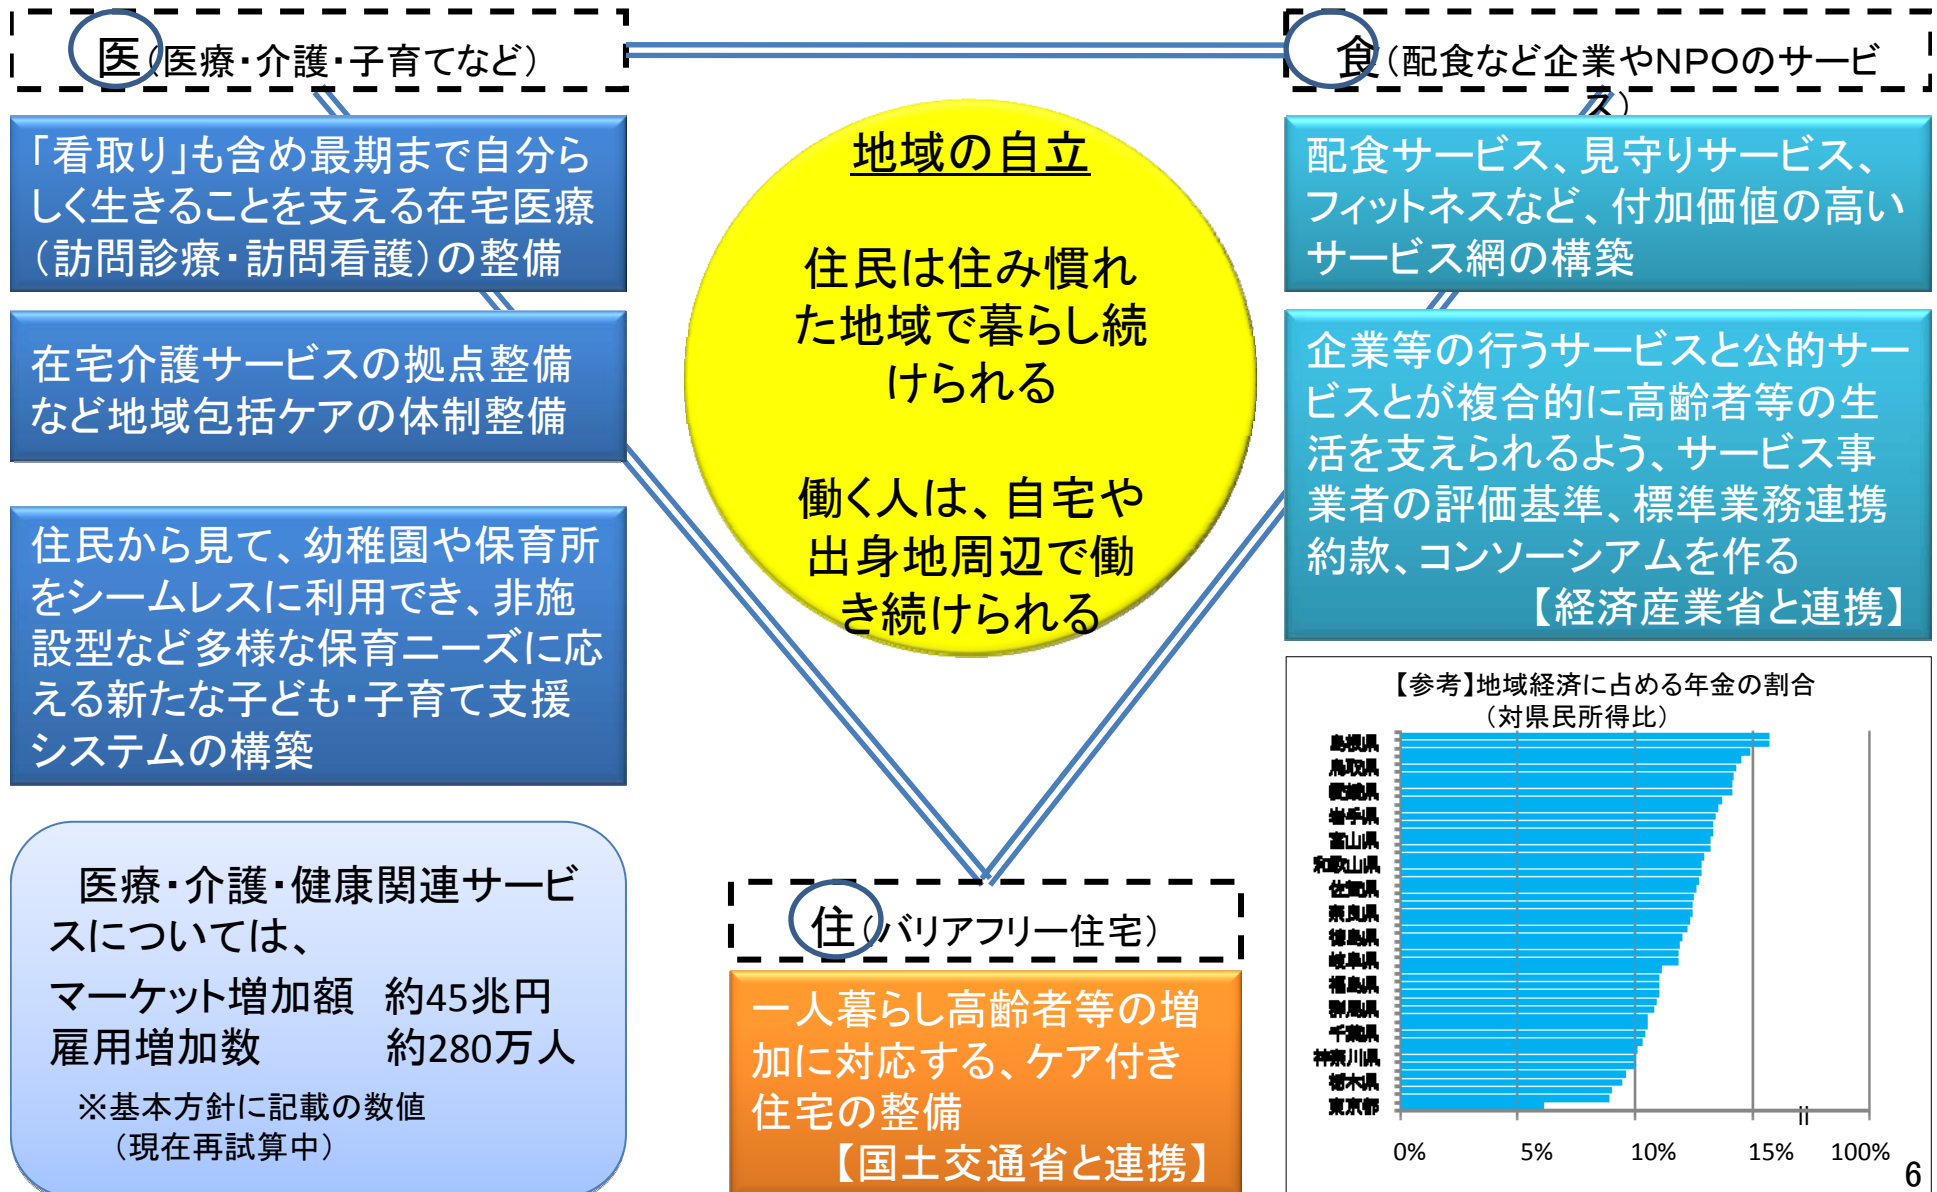 医（医療・介護・子育てなど）
「看取り」も含め最期まで自分ら
しく生きることを支える在宅医療
（訪問診療・訪問看護）の整備
在宅介護サービスの拠点整備
など地域包括ケアの体制整備
住民から見て、幼稚園や保育所
をシームレスに利用でき、非施
設型など多様な保育ニーズに応
える新たな子ども・子育て支援
システムの構築
医療・介護・健康関連サービ
スについては、
マーケット増加額　約45兆円
雇用増加数　約280万人
※基本方針に記載の数値
（現在再試算中）
地域の自立
住民は住み慣れ
た地域で暮らし続
けられる
働く人は、自宅や
出身地周辺で働
き続けられる
住（バリアフリー住宅）
一人暮らし高齢者等の増
加に対応する、ケア付き
住宅の整備
【国土交通省と連携】
食（配食など企業やNPOのサービ
ス）
配食サービス、見守りサービス、
フィットネスなど、付加価値の高い
サービス網の構築
企業等の行うサービスと公的サー
ビスとが複合的に高齢者等の生
活を支えられるよう、サービス事
業者の評価基準、標準業務連携
約款、コンソーシアムを作る
【経済産業省と連携】
【参考】地域経済に占める年金の割合
（対県民所得比）
島根県
鳥取県
愛媛県
岩手県
富山県
和歌山県
佐賀県
奈良県
徳島県
岐阜県
福島県
群馬県
千葉県
神奈川県
栃木県
東京都
0%　5%　10%　15%　100%
6